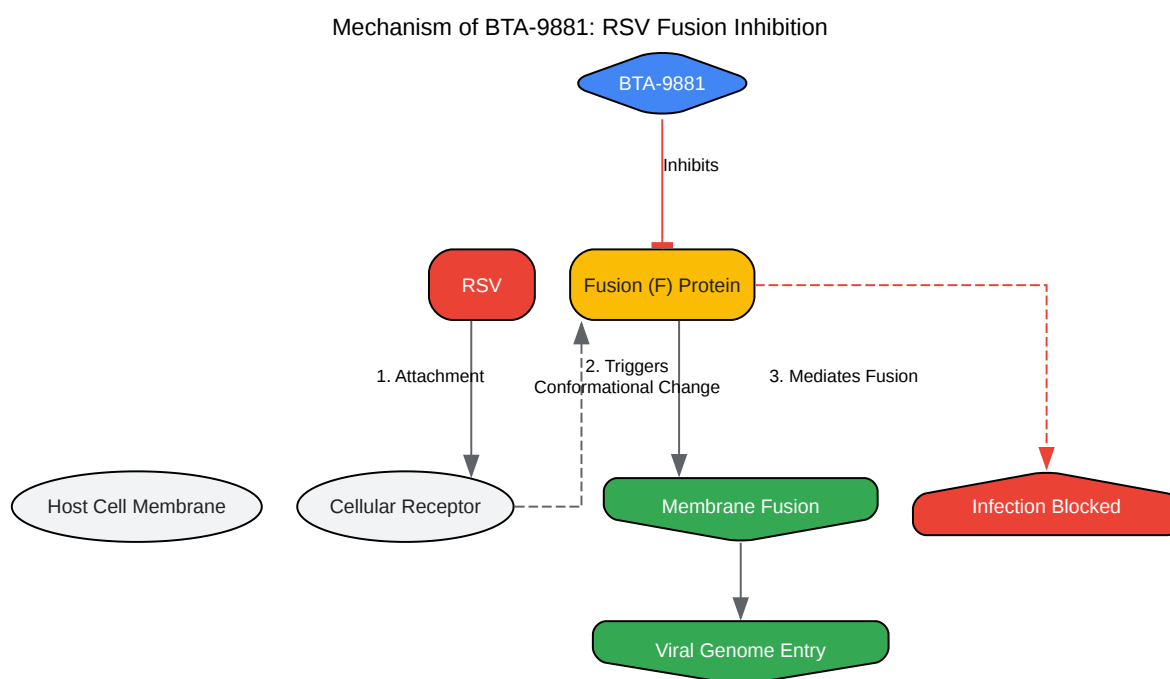 Mechanism of BTA-9881: RSV Fusion Inhibition
BTA-9881
Inhibits
RSV
Fusion (F) Protein
1. Attachment
2. Triggers
Conformational Change
3. Mediates Fusion
Host Cell Membrane
Cellular Receptor
Membrane Fusion
Infection Blocked
Viral Genome Entry